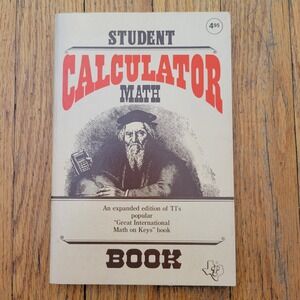 4.95
STUDENT
CALCULATOR
MATH
An expanded edition of TI's
popular
"Great International
Math on Keys" book
BOOK